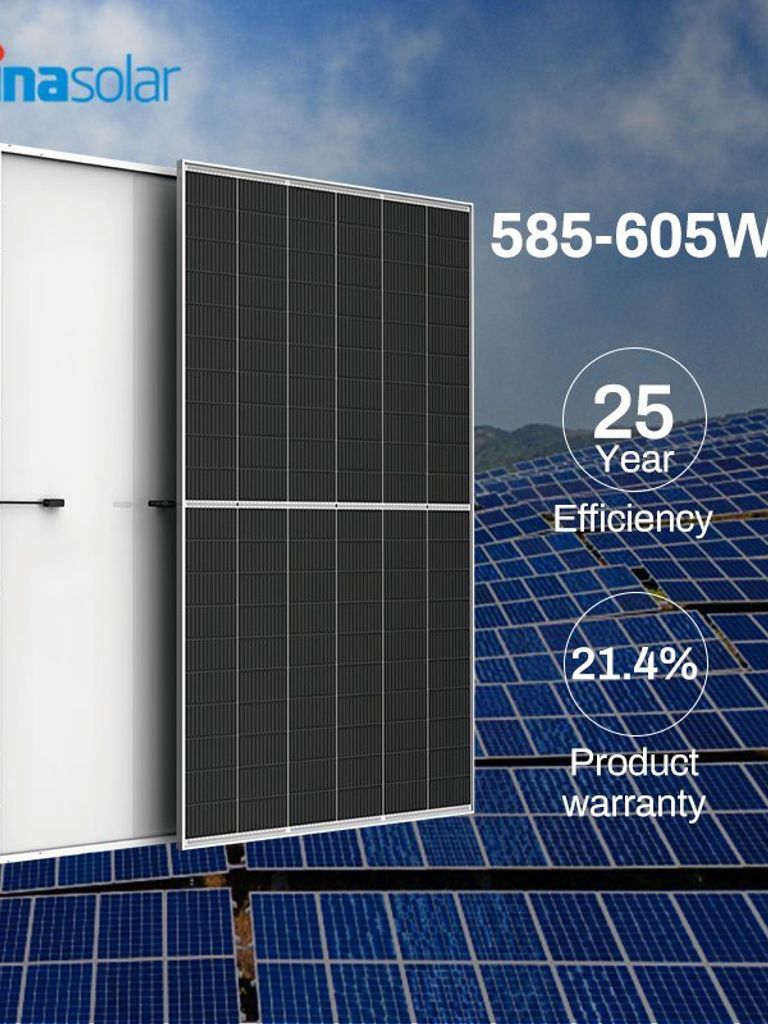 inasolar
585-605W
25
Year
Efficiency
21.4%
Product
warranty